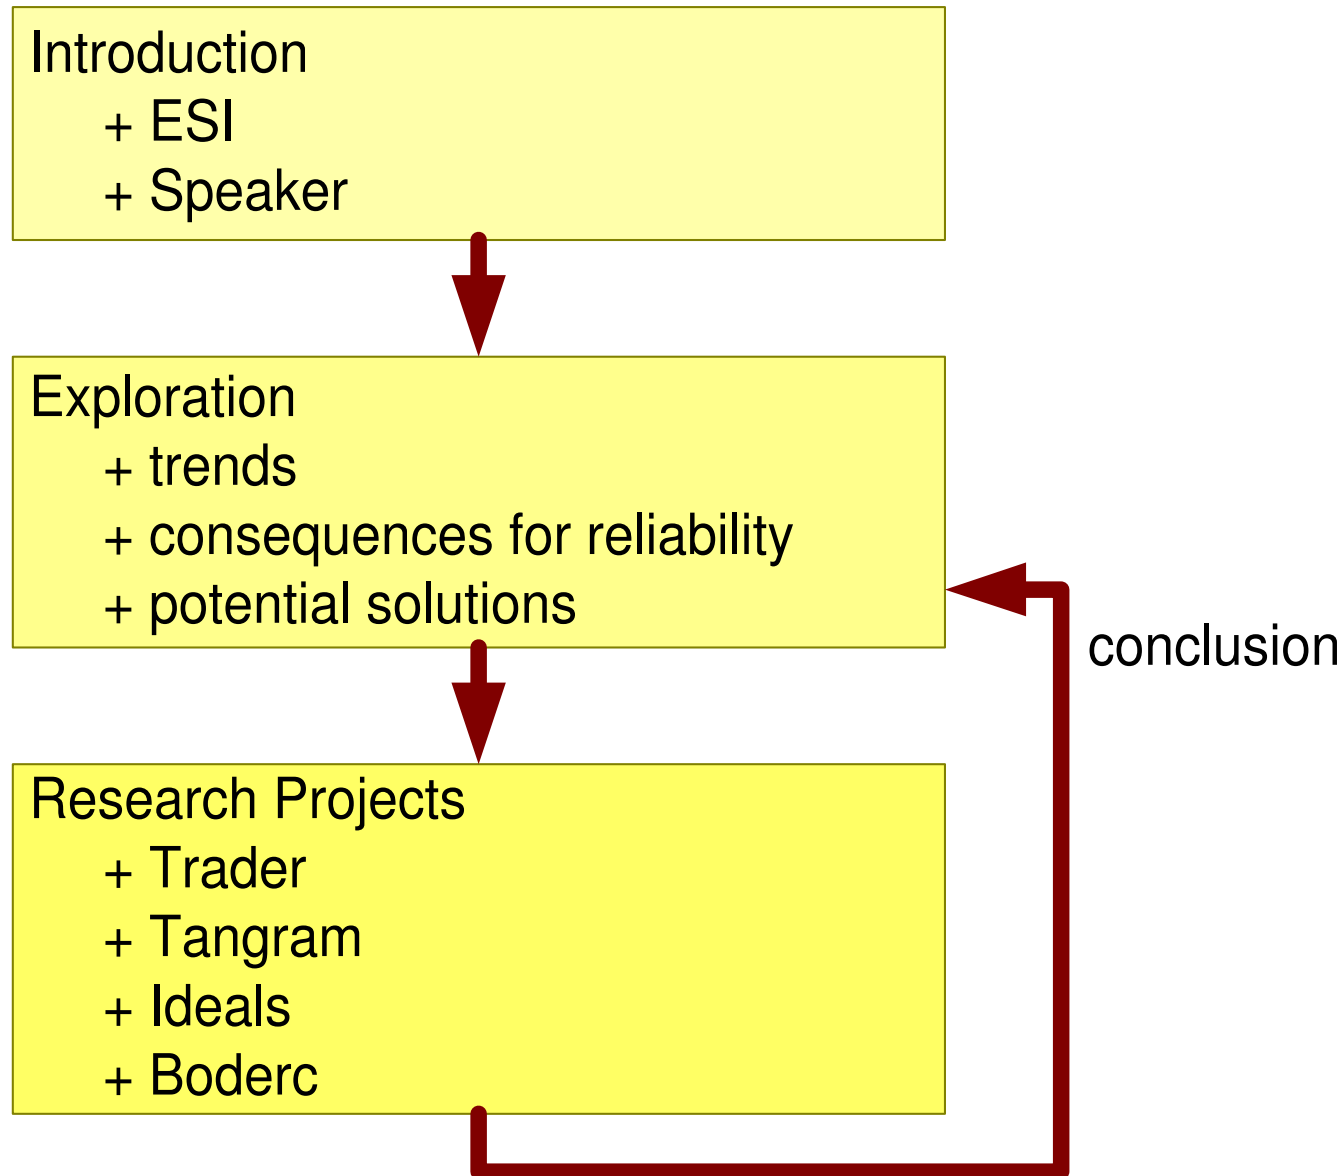 Introduction
+ ESI
+ Speaker
Exploration
+ trends
+ consequences for reliability
+ potential solutions
conclusion
Research Projects
+ Trader
+ Tangram
+ Ideals
+ Boderc